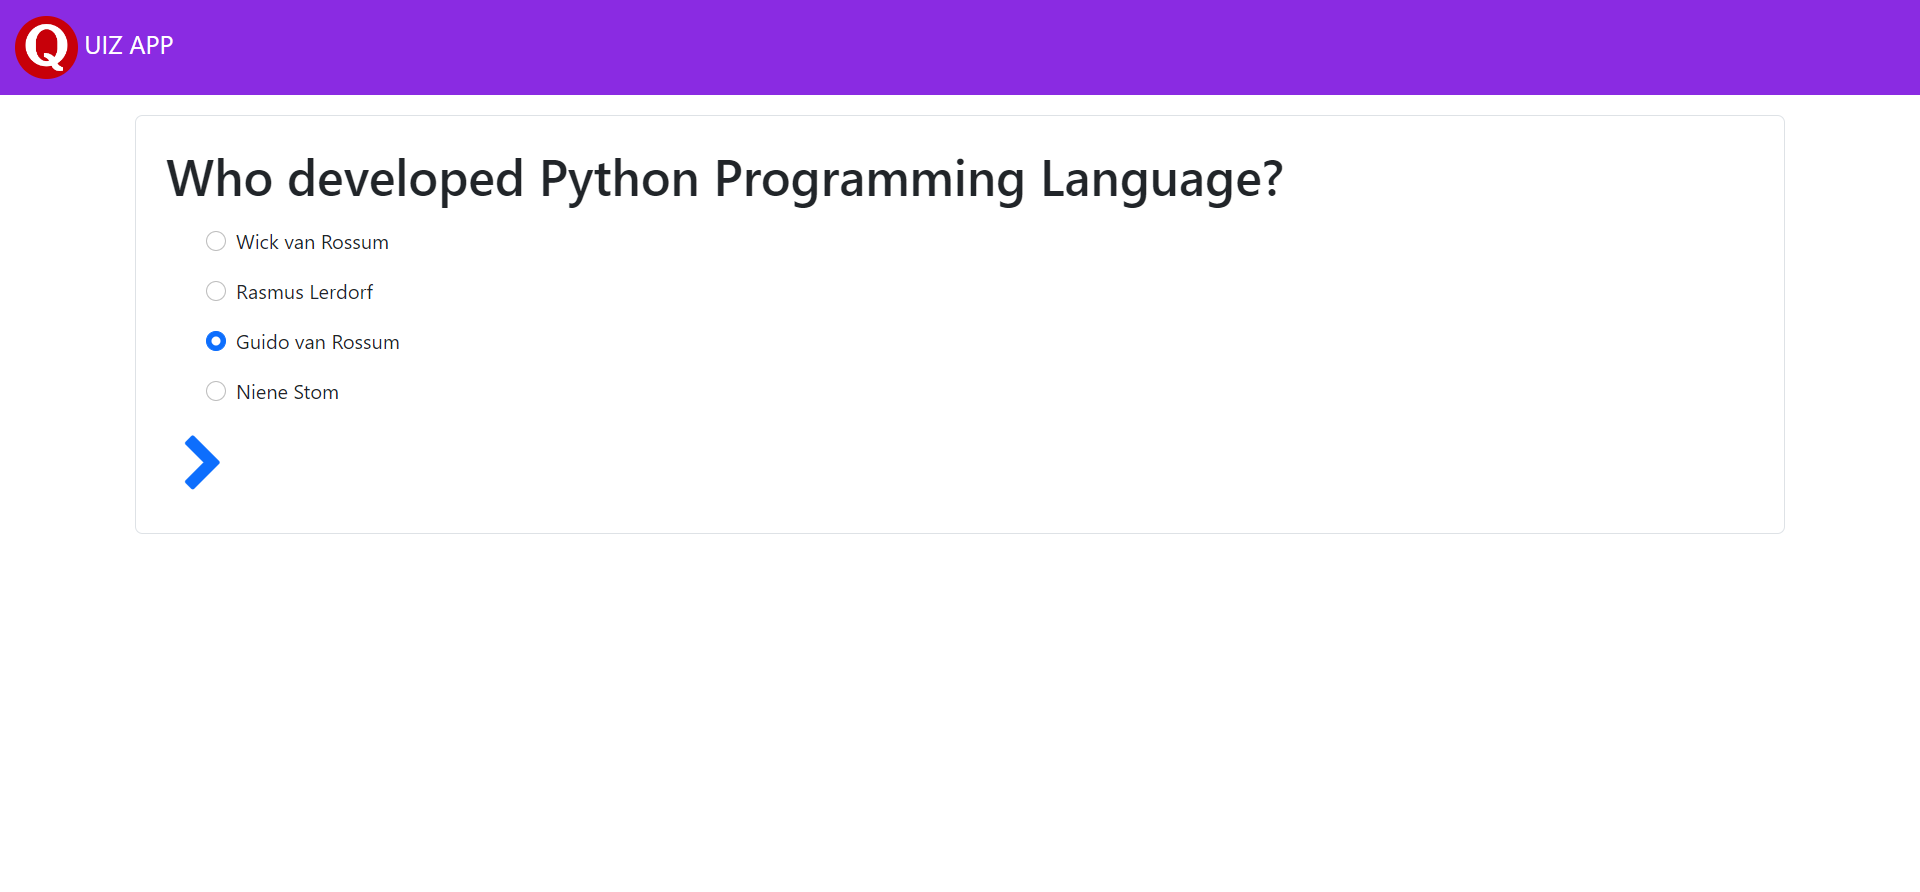 Q UIZ APP
Who developed Python Programming Language?
Wick van Rossum
Rasmus Lerdorf
Guido van Rossum
Niene Stom